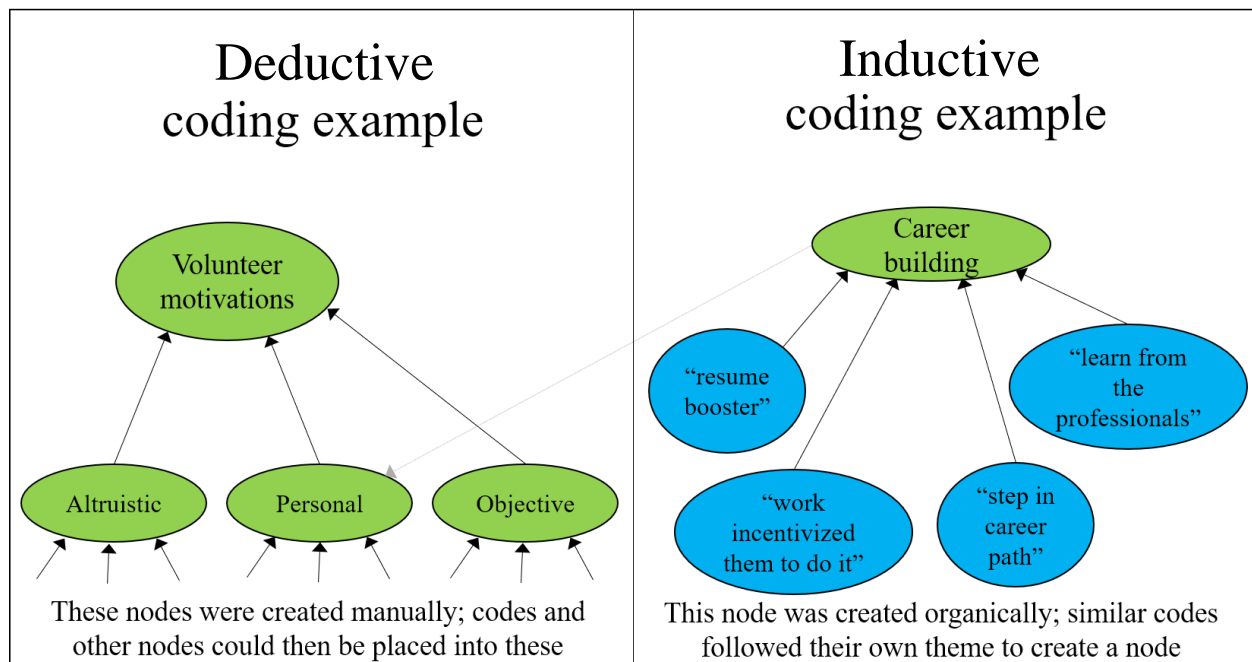 Deductive
coding example
Volunteer
motivations
Altruistic
Personal
Objective
These nodes were created manually; codes and
other nodes could then be placed into these
Inductive
coding example
Career
building
“resume
booster”
“learn from
the
professionals”
“work
incentivized
them to do it”
“step in
career
path”
This node was created organically; similar codes
followed their own theme to create a node